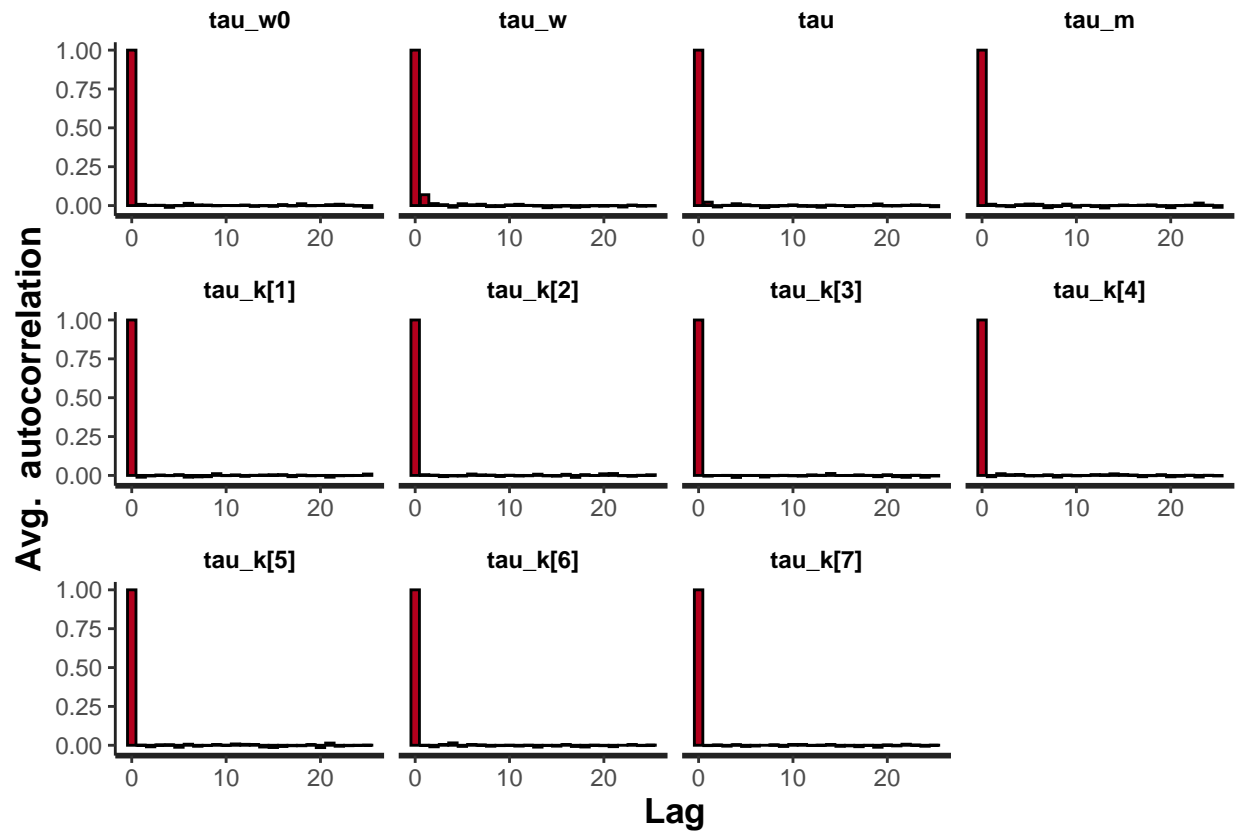 tau_w0 tau_w tau tau_m
1.00
0.75
0.50
0.25
0.00
0 10 20 0 10 20 0 10 20 0 10 20
tau_k[1] tau_k[2] tau_k[3] tau_k[4]
1.00
0.75
0.50
0.25
0.00
0 10 20 0 10 20 0 10 20 0 10 20
tau_k[5] tau_k[6] tau_k[7]
1.00
0.75
0.50
0.25
0.00
0 10 20 0 10 20 0 10 20
Avg. autocorrelation
Lag